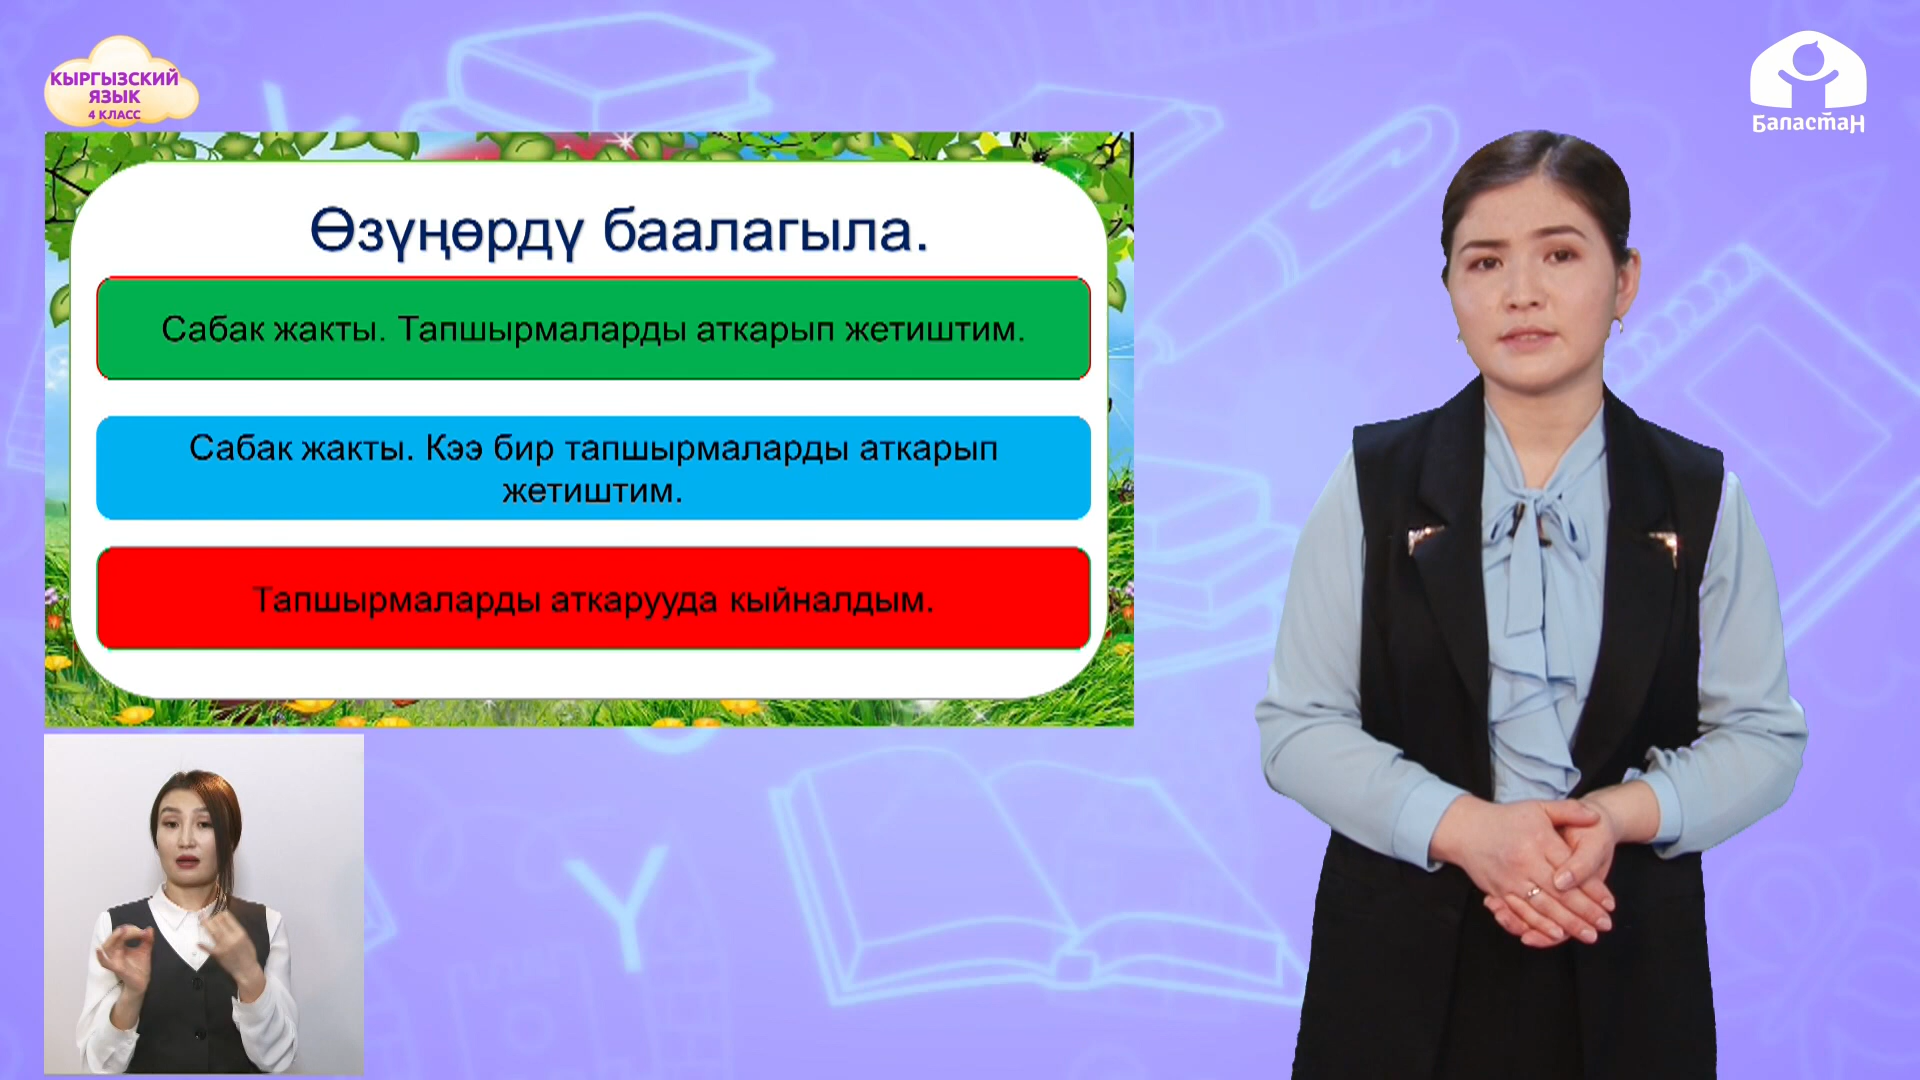 КЫРГЫЗСКИЙ
ЯЗЫК
4 КЛАСС
Баластан
Өзүңөрдү баалагыла.
Сабак жакты. Тапшырмаларды аткарып жетиштим.
Сабак жакты. Кээ бир тапшырмаларды аткарып
жетиштим.
Тапшырмаларды аткарууда кыйналдым.
Ү